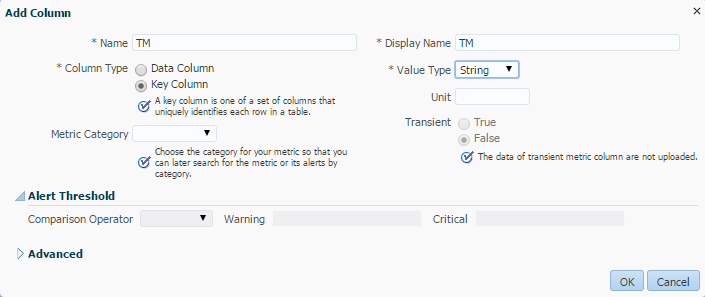 Add Column
* Name TM
* Display Name TM
* Column Type Data Column
Key Column
A key column is one of a set of columns that
uniquely identifies each row in a table.
* Value Type String
Unit
Metric Category
Choose the category for your metric so that you
can later search for the metric or its alerts by
category.
Transient True
False
The data of transient metric column are not uploaded.
Alert Threshold
Comparison Operator Warning Critical
Advanced
OK Cancel